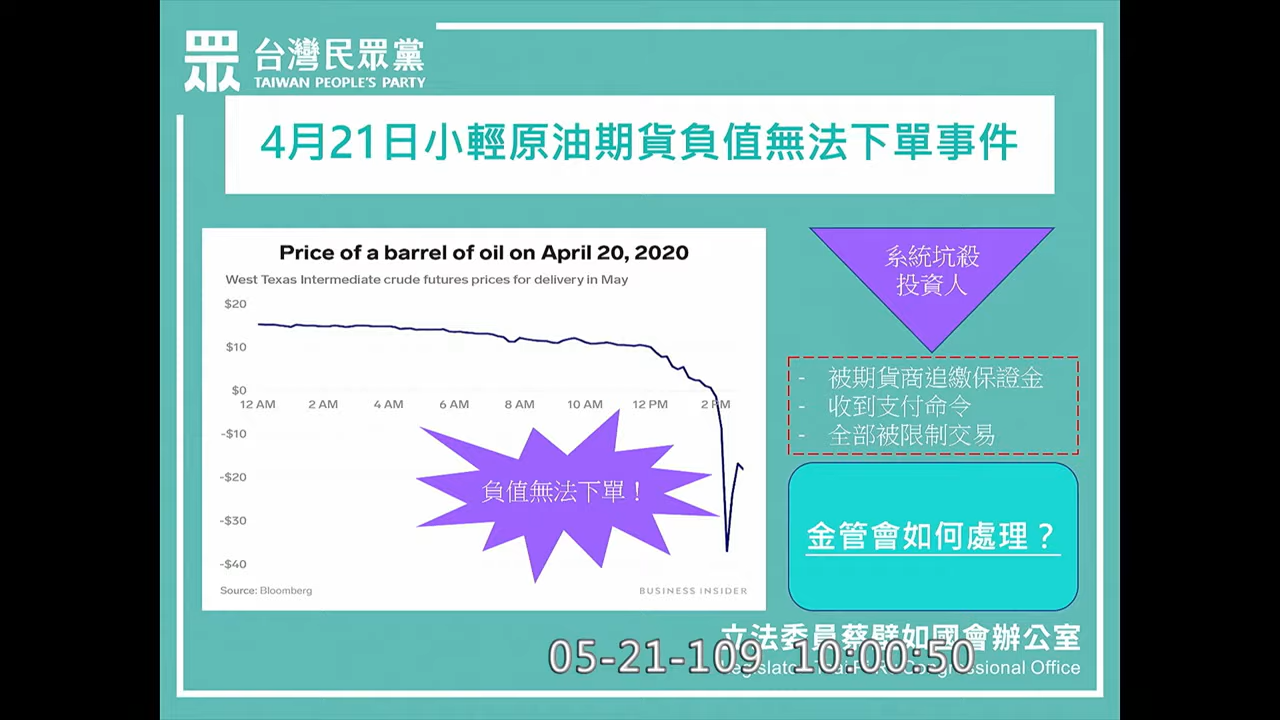 眾 台灣民眾黨
TAIWAN PEOPLE'S PARTY
4月21日小輕原油期貨負值無法下單事件
Price of a barrel of oil on April 20, 2020
West Texas Intermediate crude futures prices for delivery in May
$20
$10
$0
12 AM 2 AM 4 AM 6 AM 8 AM 10 AM 12 PM 2 PM
-$10
-$20
-$30
-$40
負值無法下單！
Source: Bloomberg
BUSINESS INSIDER
系統坑殺
投資人
- 被期貨商追繳保證金
- 收到支付命令
- 全部被限制交易
金管會如何處理？
立法委員蔡壁如國會辦公室
Congressional Office
05-21-109 10:00:50